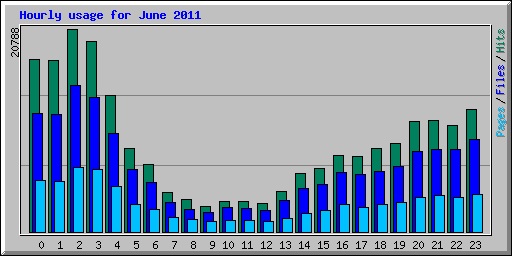 Hourly usage for June 2011
20788
Pages / Files / Hits
0 1 2 3 4 5 6 7 8 9 10 11 12 13 14 15 16 17 18 19 20 21 22 23